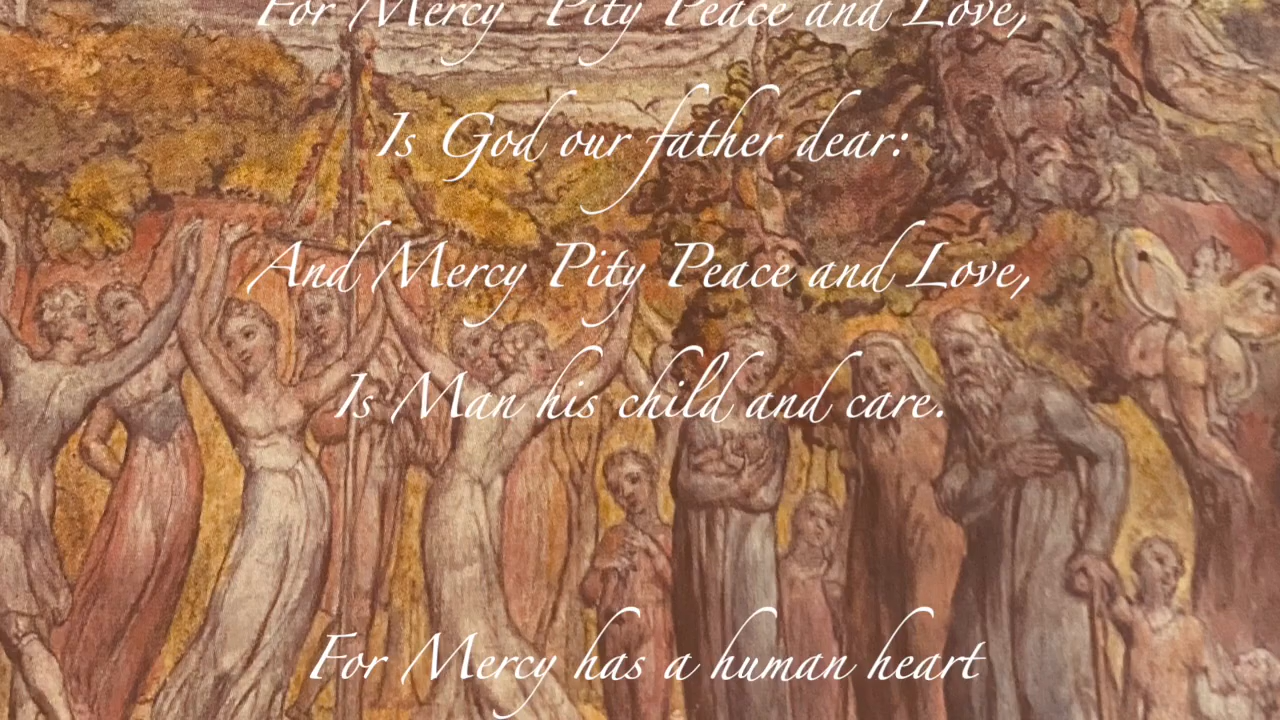 For Mercy Pity Peace and Love,
Is God our father dear:
And Mercy Pity Peace and Love,
Is Man his child and care.
For Mercy has a human heart